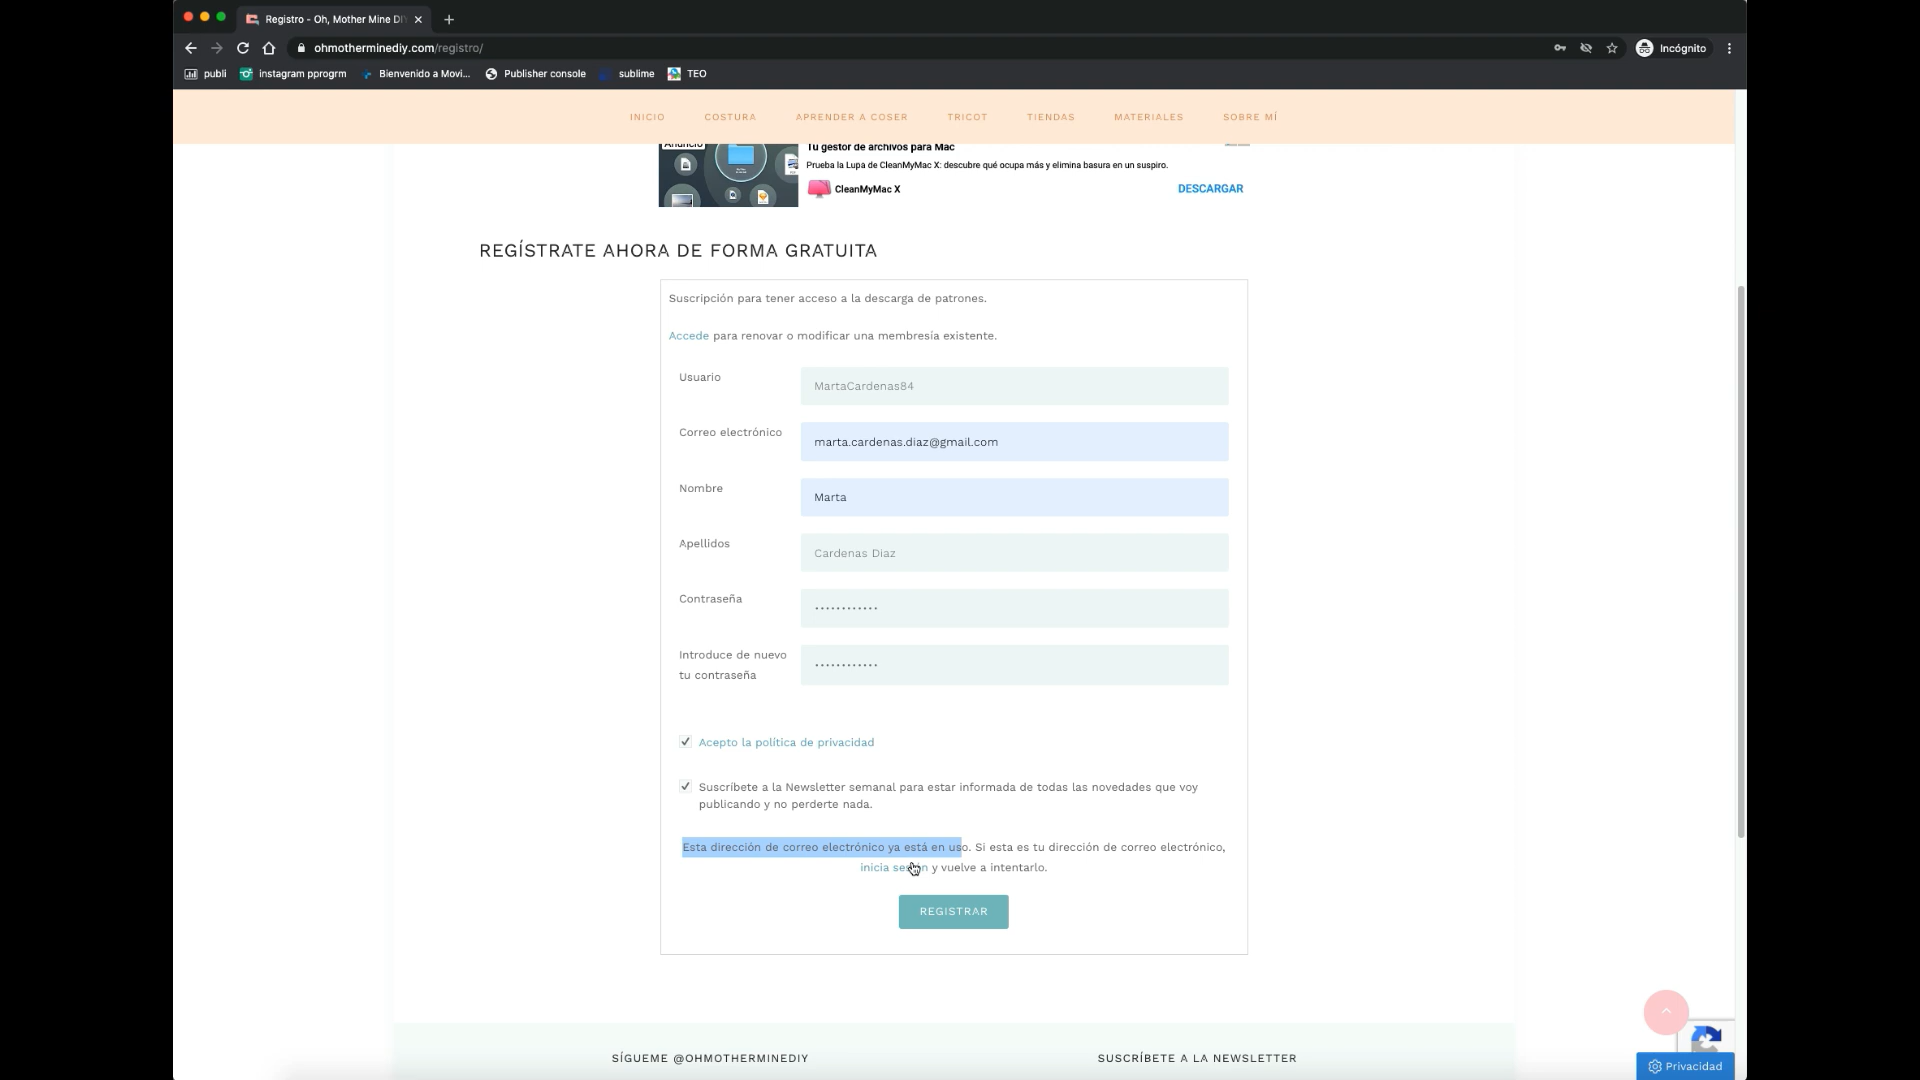 Registro - Oh, Mother Mine DI
ohmotherminediy.com/registro/
Incógnito
publi
instagram pprogrm
Bienvenido a Movi...
Publisher console
sublime
TEO
INICIO
COSTURA
APRENDER A COSER
TRICOT
TIENDAS
MATERIALES
SOBRE MÍ
Anuncio
Tu gestor de archivos para Mac
Prueba la Lupa de CleanMyMac X: descubre qué ocupa más y elimina basura en un suspiro.
CleanMyMac X
DESCARGAR
REGÍSTRATE AHORA DE FORMA GRATUITA
Suscripción para tener acceso a la descarga de patrones.
Accede para renovar o modificar una membresía existente.
Usuario
MartaCardenas84
Correo electrónico
marta.cardenas.diaz@gmail.com
Nombre
Marta
Apellidos
Cardenas Diaz
Contraseña
••••••••••••
Introduce de nuevo
tu contraseña
••••••••••••
Acepto la política de privacidad
Suscríbete a la Newsletter semanal para estar informada de todas las novedades que voy
publicando y no perderte nada.
Esta dirección de correo electrónico ya está en uso. Si esta es tu dirección de correo electrónico,
inicia sesión y vuelve a intentarlo.
REGISTRAR
SÍGUEME @OHMOTHERMINEDIY
SUSCRÍBETE A LA NEWSLETTER
Privacidad